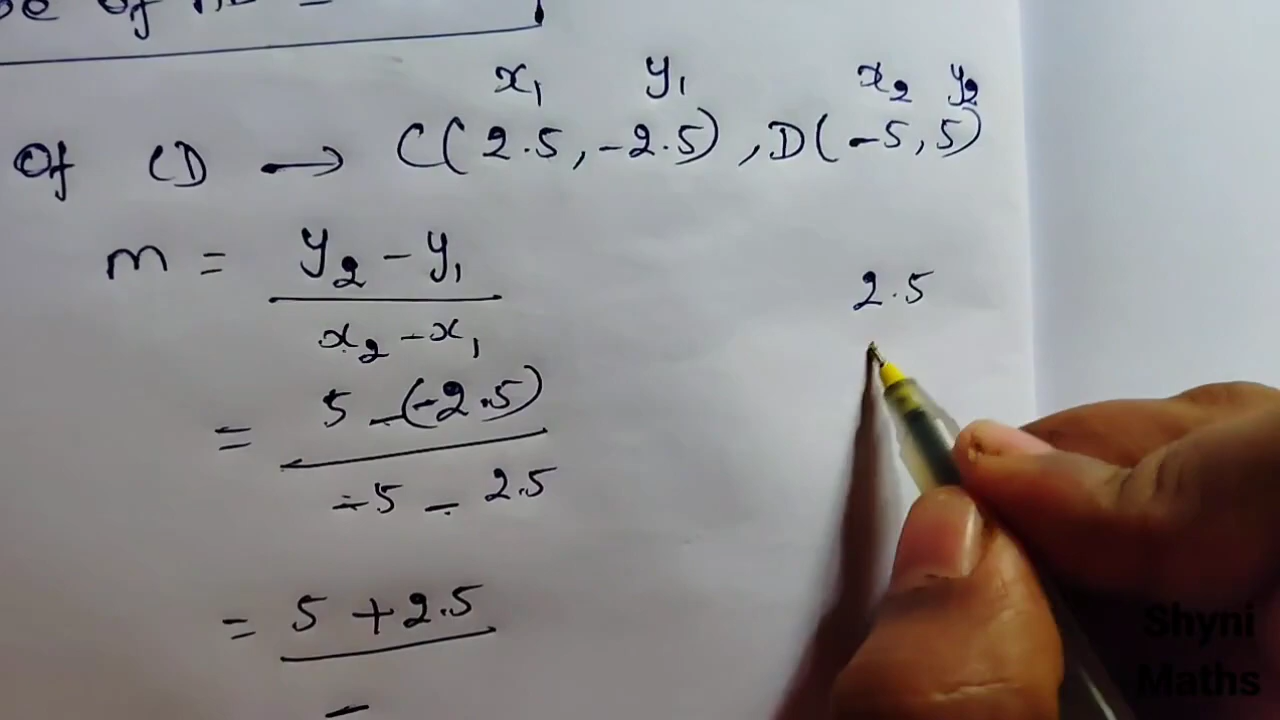 of
x₁ y₁ x₂ y₂
Of CD → C(2.5, -2.5), D(-5, 5)
m = y₂ - y₁
x₂ - x₁
2.5
= 5 - (-2.5)
-5 - 2.5
= 5 + 2.5
-
Shyni
Maths